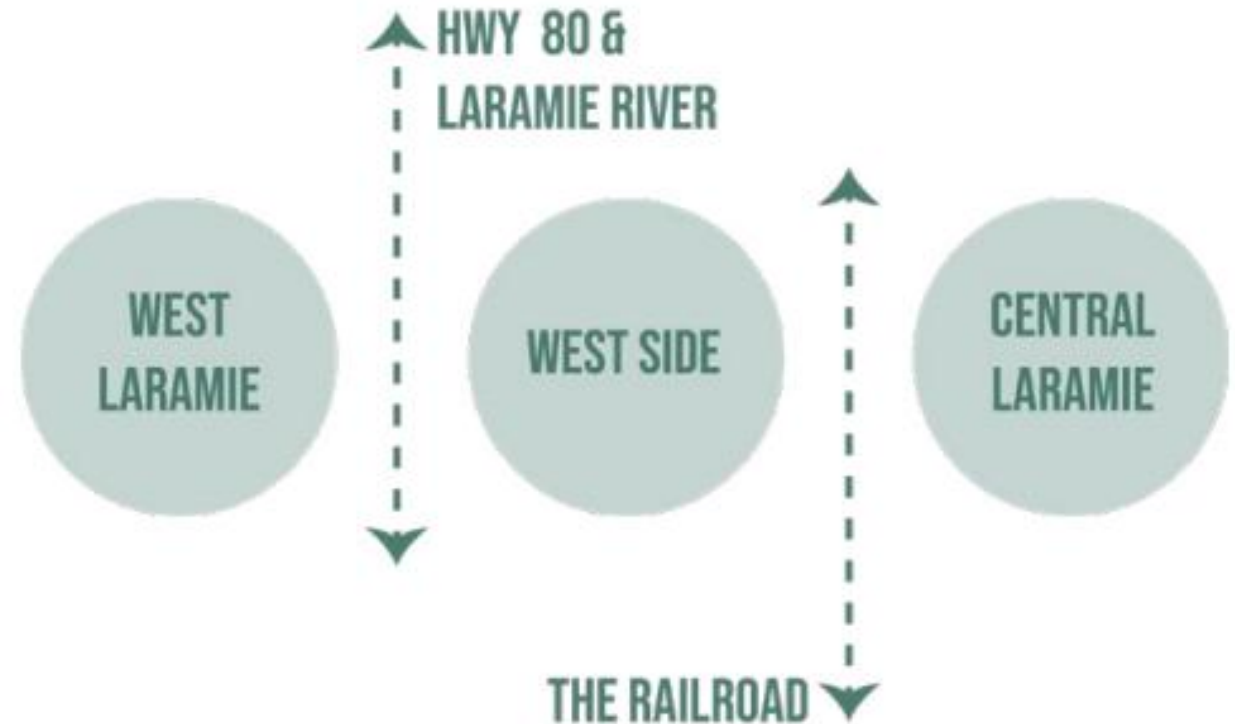 HWY 80 &
LARAMIE RIVER
WEST
LARAMIE
WEST SIDE
CENTRAL
LARAMIE
THE RAILROAD